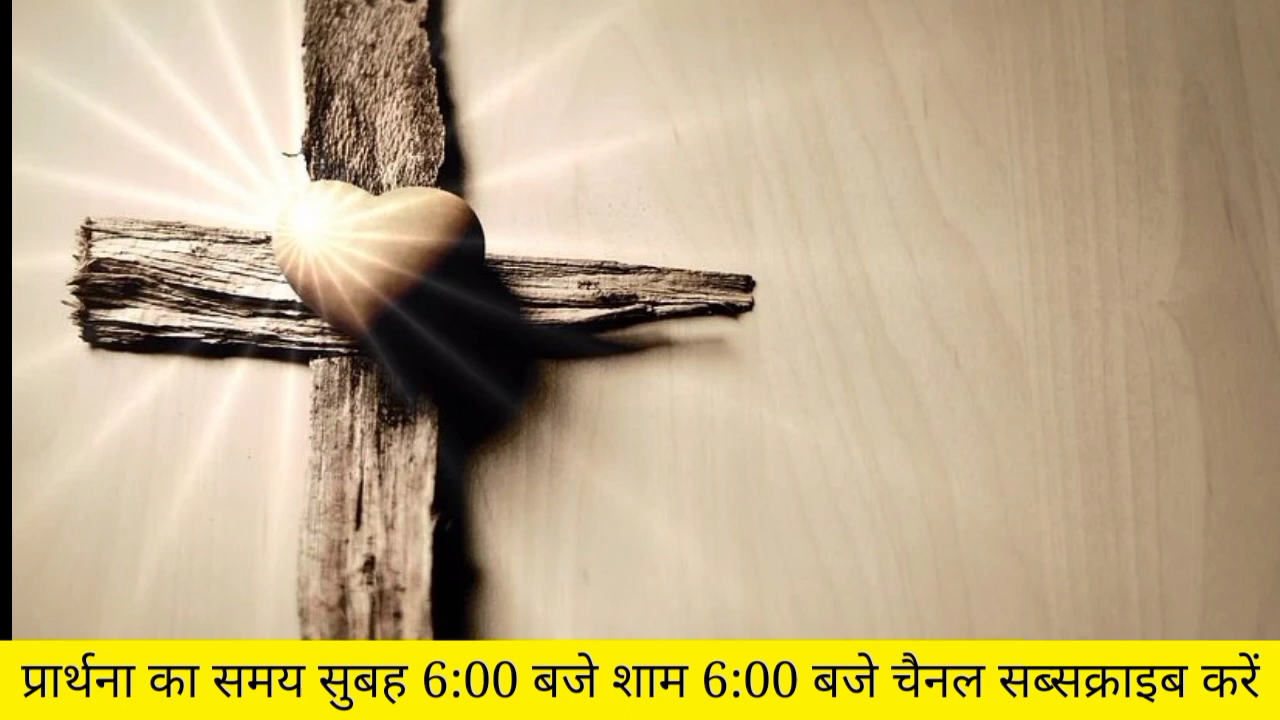 प्रार्थना का समय सुबह 6:00 बजे शाम 6:00 बजे चैनल सब्सक्राइब करें